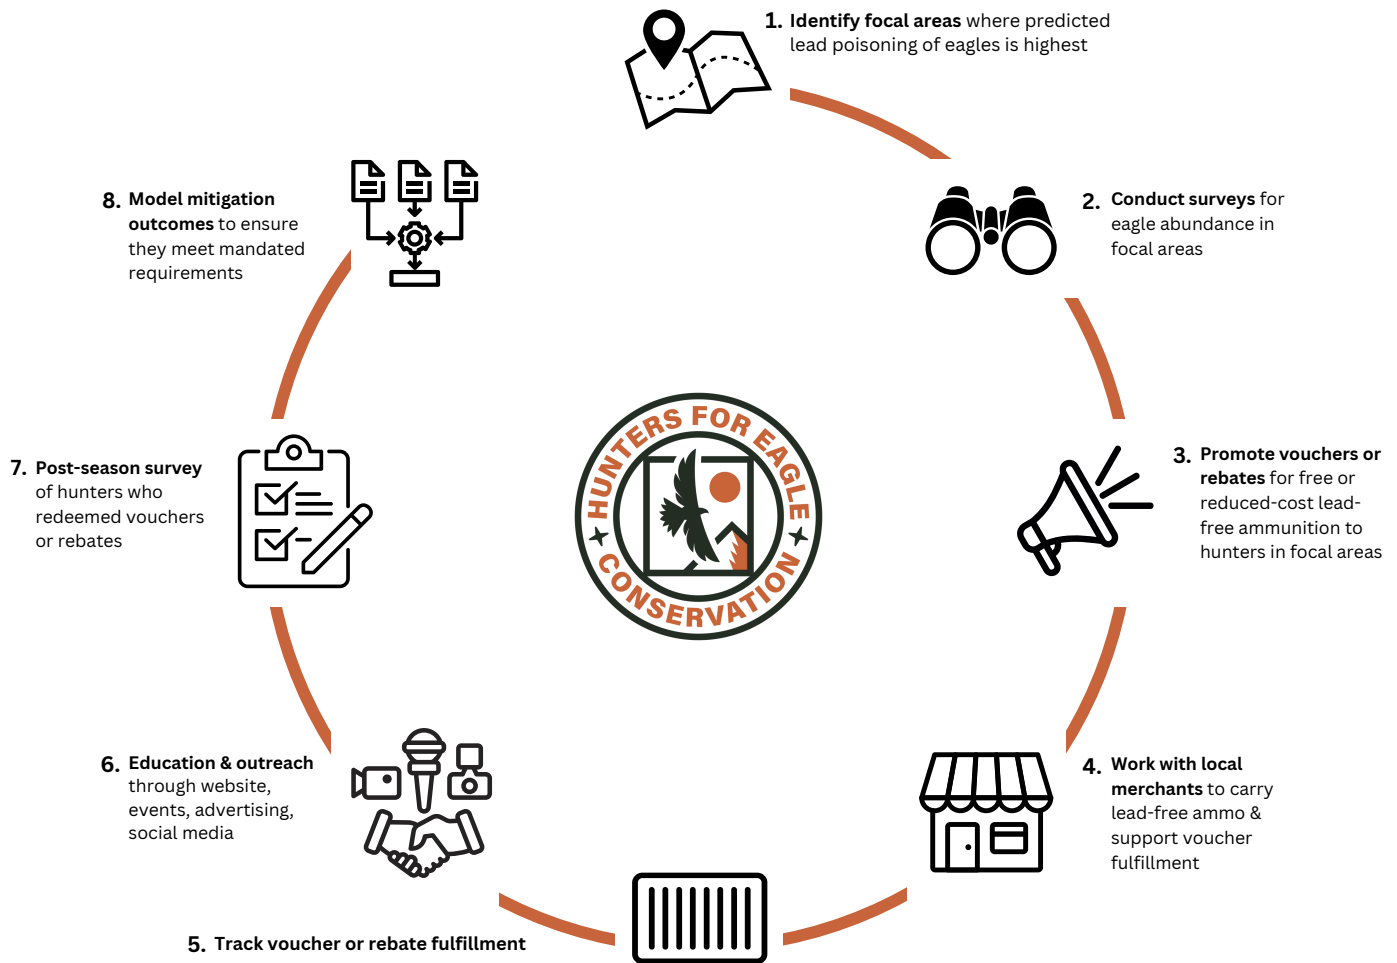 1. Identify focal areas where predicted
lead poisoning of eagles is highest
2. Conduct surveys for
eagle abundance in
focal areas
3. Promote vouchers or
rebates for free or
reduced-cost lead-
free ammunition to
hunters in focal areas
4. Work with local
merchants to carry
lead-free ammo &
support voucher
fulfillment
5. Track voucher or rebate fulfillment
6. Education & outreach
through website,
events, advertising,
social media
7. Post-season survey
of hunters who
redeemed vouchers
or rebates
8. Model mitigation
outcomes to ensure
they meet mandated
requirements
HUNTERS FOR EAGLE
CONSERVATION